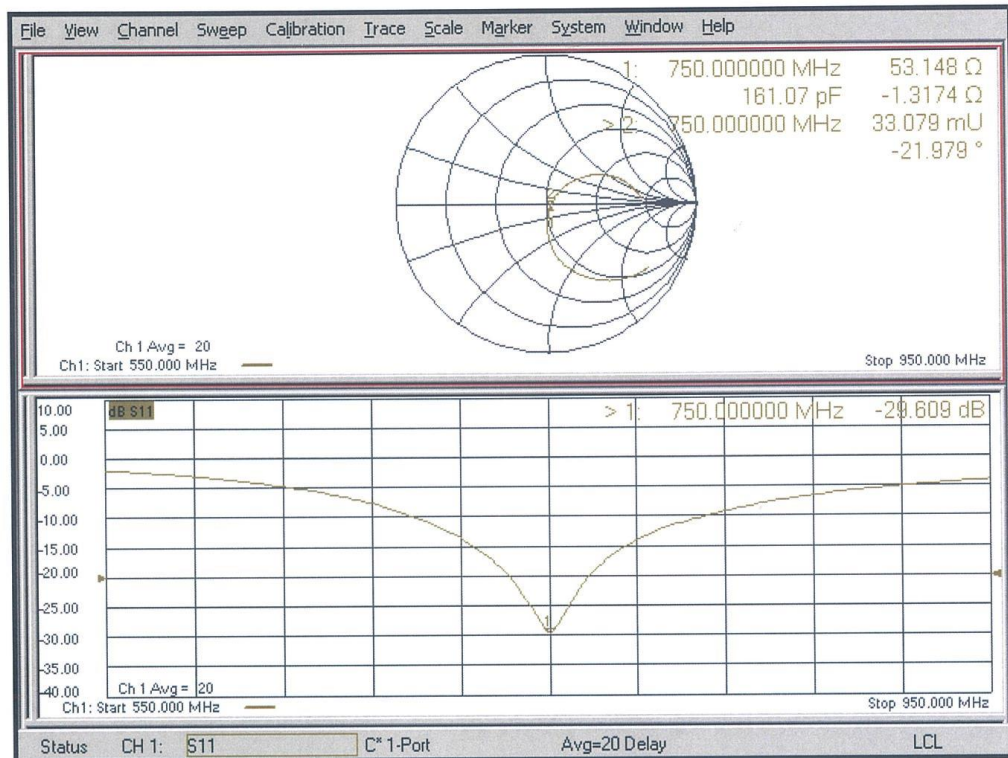 File View Channel Sweep Calibration Trace Scale Marker System Window Help
1: 750.000000 MHz 53.148 Ω
161.07 pF -1.3174 Ω
> 2: 750.000000 MHz 33.079 mU
-21.979 °
Ch 1 Avg = 20
Ch1: Start 550.000 MHz
Stop 950.000 MHz
dB S11
> 1: 750.000000 MHz -29.609 dB
10.00
5.00
0.00
-5.00
-10.00
-15.00
-20.00
-25.00
-30.00
-35.00
-40.00
1
Ch 1 Avg = 20
Ch1: Start 550.000 MHz
Stop 950.000 MHz
Status CH 1: S11 C* 1-Port Avg=20 Delay LCL